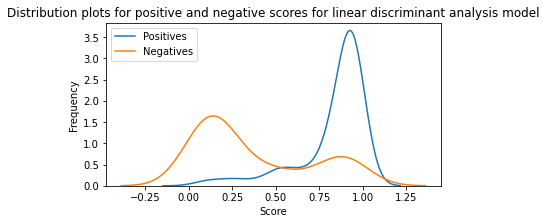 Distribution plots for positive and negative scores for linear discriminant analysis model
Positives
Negatives
Frequency
3.5
3.0
2.5
2.0
1.5
1.0
0.5
0.0
−0.25 0.00 0.25 0.50 0.75 1.00 1.25
Score